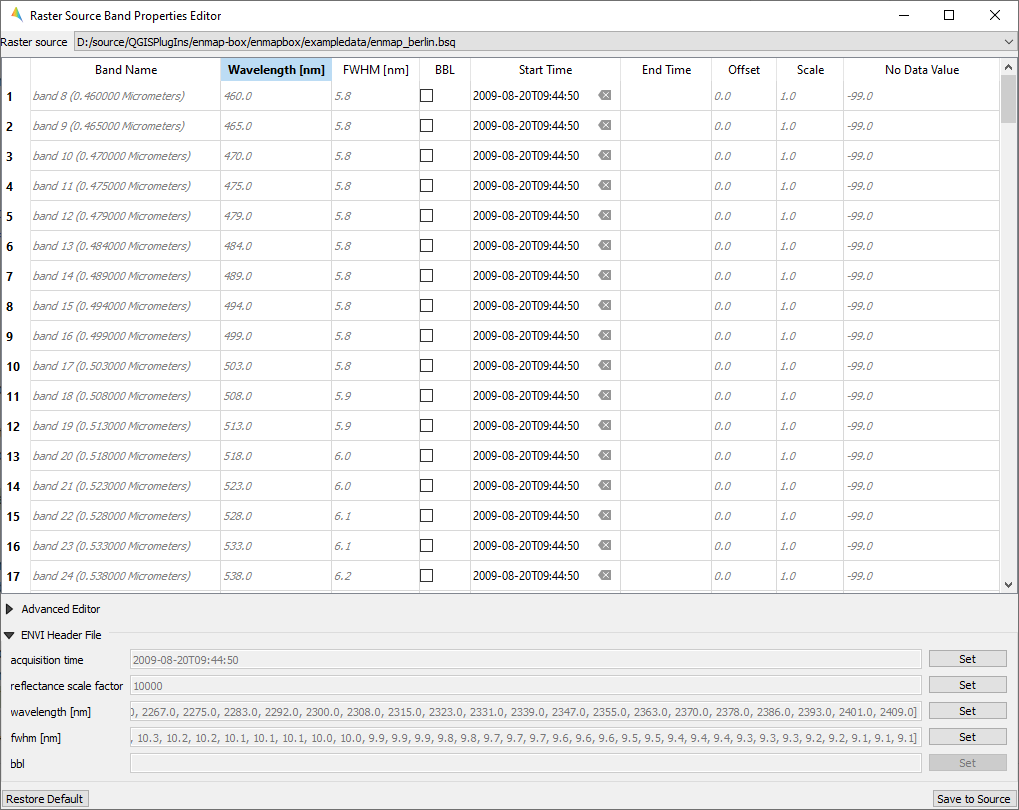 Raster Source Band Properties Editor
Raster source D:/source/QGISPlugIns/enmap-box/enmapbox/exampledata/enmap_berlin.bsq
Band Name Wavelength [nm] FWHM [nm] BBL Start Time End Time Offset Scale No Data Value
1 band 8 (0.460000 Micrometers) 460.0 5.8 2009-08-20T09:44:50 0.0 1.0 -99.0
2 band 9 (0.465000 Micrometers) 465.0 5.8 2009-08-20T09:44:50 0.0 1.0 -99.0
3 band 10 (0.470000 Micrometers) 470.0 5.8 2009-08-20T09:44:50 0.0 1.0 -99.0
4 band 11 (0.475000 Micrometers) 475.0 5.8 2009-08-20T09:44:50 0.0 1.0 -99.0
5 band 12 (0.479000 Micrometers) 479.0 5.8 2009-08-20T09:44:50 0.0 1.0 -99.0
6 band 13 (0.484000 Micrometers) 484.0 5.8 2009-08-20T09:44:50 0.0 1.0 -99.0
7 band 14 (0.489000 Micrometers) 489.0 5.8 2009-08-20T09:44:50 0.0 1.0 -99.0
8 band 15 (0.494000 Micrometers) 494.0 5.8 2009-08-20T09:44:50 0.0 1.0 -99.0
9 band 16 (0.499000 Micrometers) 499.0 5.8 2009-08-20T09:44:50 0.0 1.0 -99.0
10 band 17 (0.503000 Micrometers) 503.0 5.8 2009-08-20T09:44:50 0.0 1.0 -99.0
11 band 18 (0.508000 Micrometers) 508.0 5.9 2009-08-20T09:44:50 0.0 1.0 -99.0
12 band 19 (0.513000 Micrometers) 513.0 5.9 2009-08-20T09:44:50 0.0 1.0 -99.0
13 band 20 (0.518000 Micrometers) 518.0 6.0 2009-08-20T09:44:50 0.0 1.0 -99.0
14 band 21 (0.523000 Micrometers) 523.0 6.0 2009-08-20T09:44:50 0.0 1.0 -99.0
15 band 22 (0.528000 Micrometers) 528.0 6.1 2009-08-20T09:44:50 0.0 1.0 -99.0
16 band 23 (0.533000 Micrometers) 533.0 6.1 2009-08-20T09:44:50 0.0 1.0 -99.0
17 band 24 (0.538000 Micrometers) 538.0 6.2 2009-08-20T09:44:50 0.0 1.0 -99.0
Advanced Editor
ENVI Header File
acquisition time 2009-08-20T09:44:50 Set
reflectance scale factor 10000 Set
wavelength [nm] 0, 2267.0, 2275.0, 2283.0, 2292.0, 2300.0, 2308.0, 2315.0, 2323.0, 2331.0, 2339.0, 2347.0, 2355.0, 2363.0, 2370.0, 2378.0, 2386.0, 2393.0, 2401.0, 2409.0] Set
fwhm [nm] , 10.3, 10.2, 10.2, 10.1, 10.1, 10.1, 10.0, 10.0, 9.9, 9.9, 9.9, 9.8, 9.8, 9.7, 9.7, 9.7, 9.6, 9.6, 9.6, 9.5, 9.5, 9.4, 9.4, 9.4, 9.3, 9.3, 9.3, 9.2, 9.2, 9.1, 9.1, 9.1] Set
bbl Set
Restore Default Save to Source